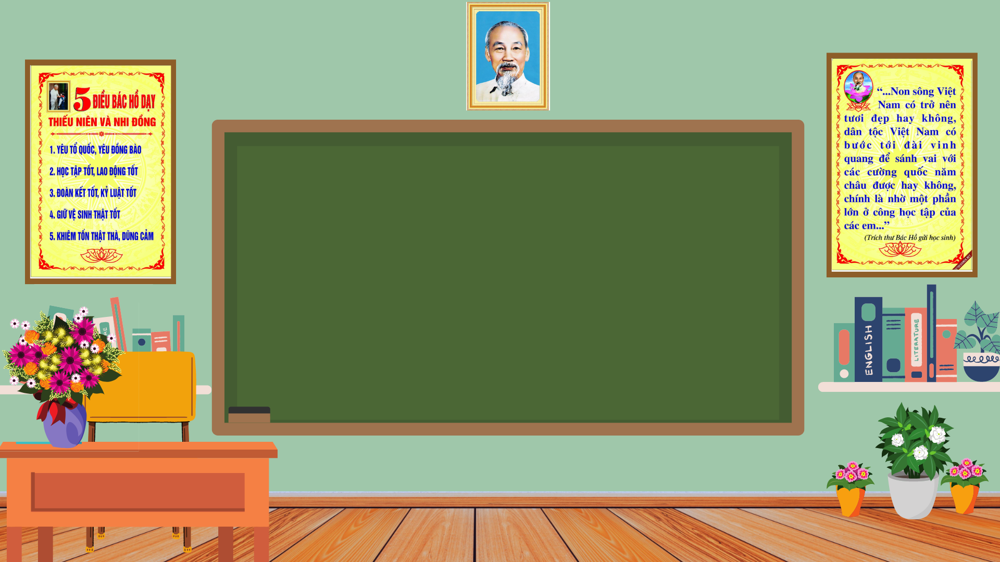 5 ĐIỀU BÁC HỒ DẠY
THIẾU NIÊN VÀ NHI ĐỒNG
1. YÊU TỔ QUỐC, YÊU ĐỒNG BÀO
2. HỌC TẬP TỐT, LAO ĐỘNG TỐT
3. ĐOÀN KẾT TỐT, KỶ LUẬT TỐT
4. GIỮ VỆ SINH THẬT TỐT
5. KHIÊM TỐN THẬT THÀ, DŨNG CẢM
“...Non sông Việt
Nam có trở nên
tươi đẹp hay không,
dân tộc Việt Nam có
bước tới đài vinh
quang để sánh vai với
các cường quốc năm
châu được hay không,
chính là nhờ một phần
lớn ở công học tập của
các em...”
(Trích thư Bác Hồ gửi học sinh)
ENGLISH
LITERATURE